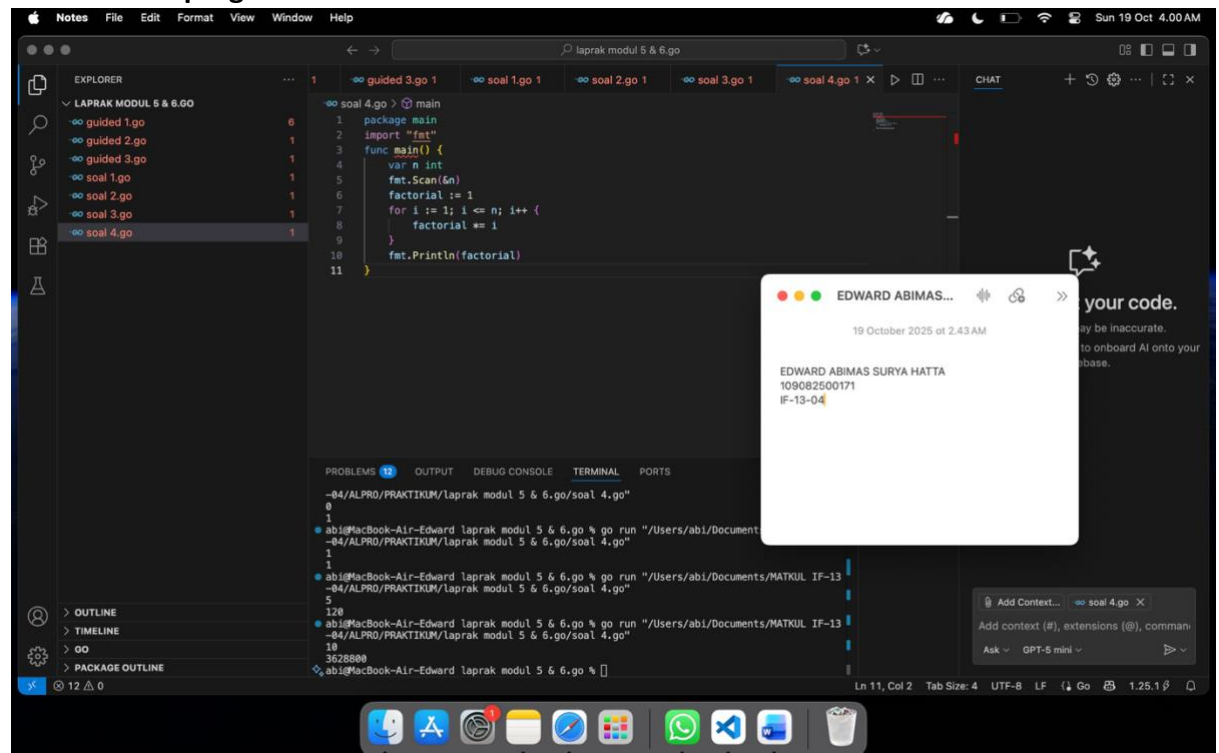 Notes File Edit Format View Window Help
Sun 19 Oct 4.00 AM
laprak modul 5 & 6.go
EXPLORER
LAPRAK MODUL 5 & 6.GO
guided 1.go 6
guided 2.go 1
guided 3.go 1
soal 1.go 1
soal 2.go 1
soal 3.go 1
soal 4.go 1
OUTLINE
TIMELINE
GO
PACKAGE OUTLINE
1 guided 3.go 1 soal 1.go 1 soal 2.go 1 soal 3.go 1 soal 4.go 1
soal 4.go > main
1 package main
2 import "fmt"
3 func main() {
4 var n int
5 fmt.Scan(&n)
6 factorial := 1
7 for i := 1; i <= n; i++ {
8 factorial *= i
9 }
10 fmt.Println(factorial)
11 }
PROBLEMS 12 OUTPUT DEBUG CONSOLE TERMINAL PORTS
-04/ALPRO/PRAKTIKUM/laprak modul 5 & 6.go/soal 4.go"
0
1
abi@MacBook-Air-Edward laprak modul 5 & 6.go % go run "/Users/abi/Document
-04/ALPRO/PRAKTIKUM/laprak modul 5 & 6.go/soal 4.go"
1
1
abi@MacBook-Air-Edward laprak modul 5 & 6.go % go run "/Users/abi/Documents/MATKUL IF-13
-04/ALPRO/PRAKTIKUM/laprak modul 5 & 6.go/soal 4.go"
5
120
abi@MacBook-Air-Edward laprak modul 5 & 6.go % go run "/Users/abi/Documents/MATKUL IF-13
-04/ALPRO/PRAKTIKUM/laprak modul 5 & 6.go/soal 4.go"
10
3628800
abi@MacBook-Air-Edward laprak modul 5 & 6.go %
EDWARD ABIMAS...
19 October 2025 at 2.43 AM
EDWARD ABIMAS SURYA HATTA
109082500171
IF-13-04
CHAT
your code.
ay be inaccurate.
to onboard AI onto your
ebase.
Add Context... soal 4.go
Add context (#), extensions (@), comman
Ask GPT-5 mini
12 0
Ln 11, Col 2 Tab Size: 4 UTF-8 LF Go 1.25.1